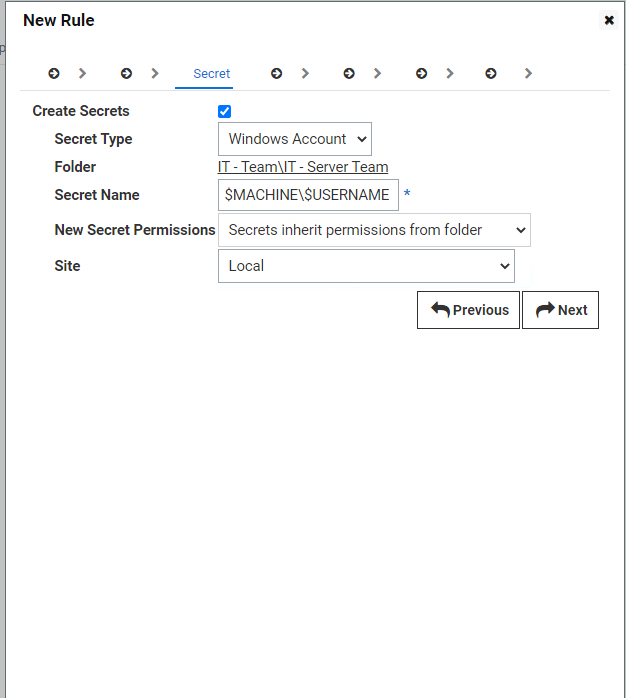 New Rule
Secret
Create Secrets
Secret Type Windows Account
Folder IT - Team\IT - Server Team
Secret Name $MACHINE\$USERNAME *
New Secret Permissions Secrets inherit permissions from folder
Site Local
Previous Next